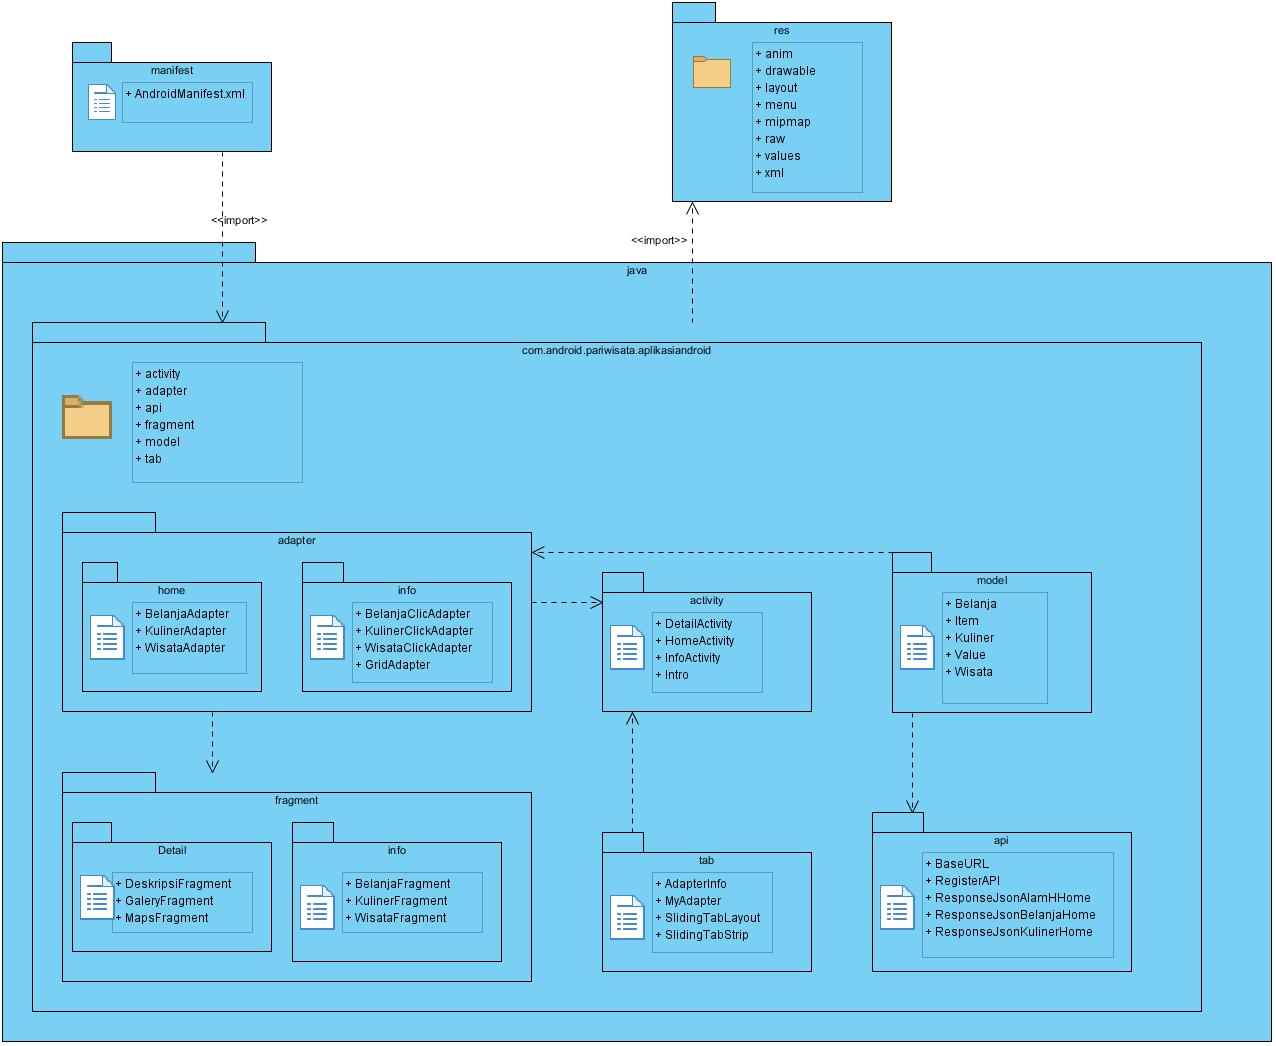 res
+ anim
+ drawable
+ layout
+ menu
+ mipmap
+ raw
+ values
+ xml
manifest
+ AndroidManifest.xml
<<import>>
<<import>>
java
com.android.pariwisata.aplikasiandroid
+ activity
+ adapter
+ api
+ fragment
+ model
+ tab
adapter
home
+ BelanjaAdapter
+ KulinerAdapter
+ WisataAdapter
info
+ BelanjaClicAdapter
+ KulinerClickAdapter
+ WisataClickAdapter
+ GridAdapter
activity
+ DetailActivity
+ HomeActivity
+ InfoActivity
+ Intro
model
+ Belanja
+ Item
+ Kuliner
+ Value
+ Wisata
fragment
Detail
+ DeskripsiFragment
+ GaleryFragment
+ MapsFragment
info
+ BelanjaFragment
+ KulinerFragment
+ WisataFragment
tab
+ AdapterInfo
+ MyAdapter
+ SlidingTabLayout
+ SlidingTabStrip
api
+ BaseURL
+ RegisterAPI
+ ResponseJsonAlamHHome
+ ResponseJsonBelanjaHome
+ ResponseJsonKulinerHome